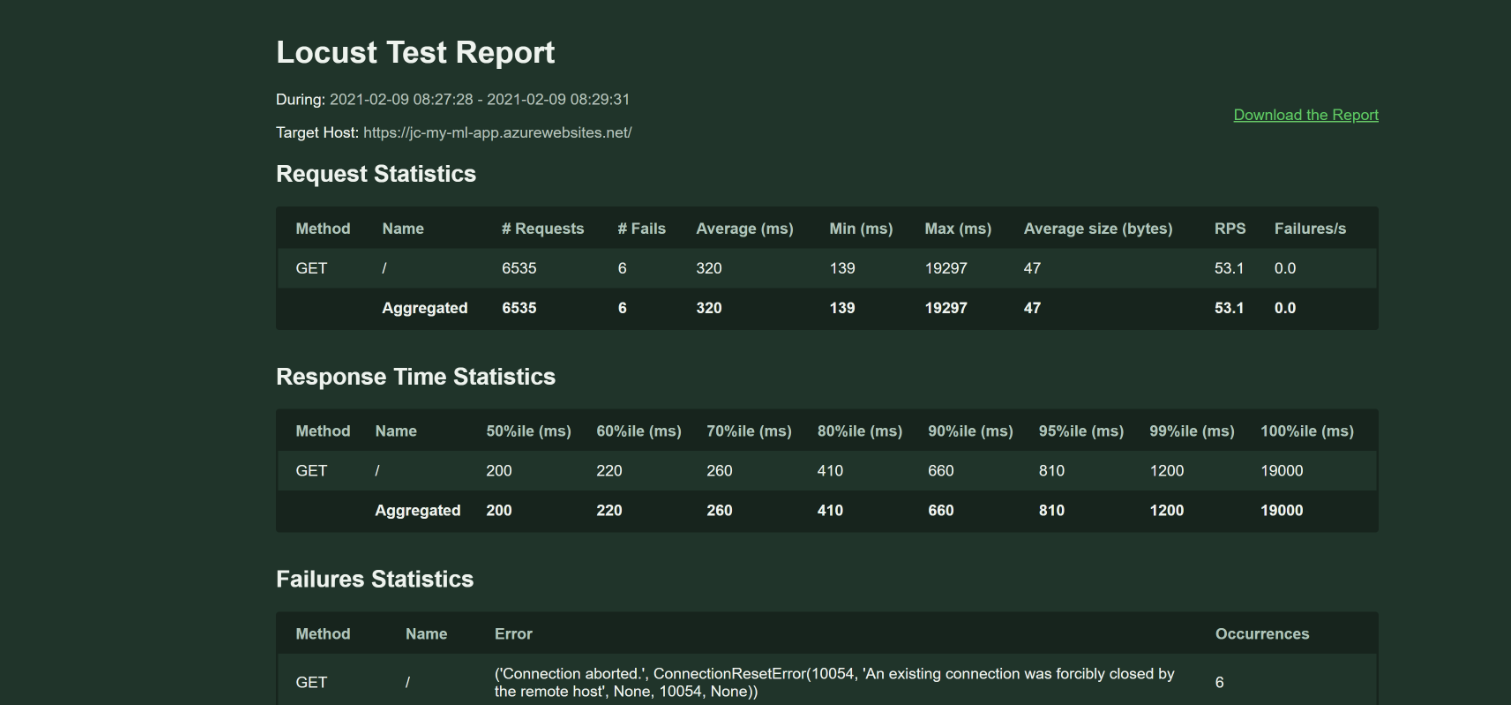 Locust Test Report
During: 2021-02-09 08:27:28 - 2021-02-09 08:29:31
Download the Report
Target Host: https://jc-my-ml-app.azurewebsites.net/
Request Statistics
Method Name # Requests # Fails Average (ms) Min (ms) Max (ms) Average size (bytes) RPS Failures/s
GET / 6535 6 320 139 19297 47 53.1 0.0
Aggregated 6535 6 320 139 19297 47 53.1 0.0
Response Time Statistics
Method Name 50%ile (ms) 60%ile (ms) 70%ile (ms) 80%ile (ms) 90%ile (ms) 95%ile (ms) 99%ile (ms) 100%ile (ms)
GET / 200 220 260 410 660 810 1200 19000
Aggregated 200 220 260 410 660 810 1200 19000
Failures Statistics
Method Name Error Occurrences
GET / ('Connection aborted.', ConnectionResetError(10054, 'An existing connection was forcibly closed by
the remote host', None, 10054, None)) 6